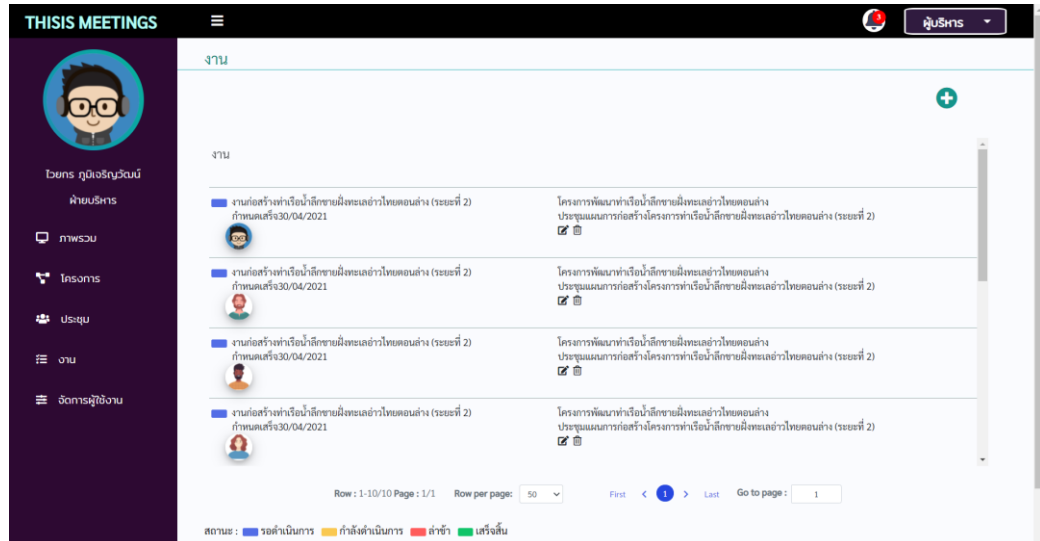 THISIS MEETINGS
3
ผู้บริหาร
งาน
ไวยกร ภูมิเจริญวัฒน์
ฝ่ายบริหาร
ภาพรวม
โครงการ
ประชุม
งาน
จัดการผู้ใช้งาน
งาน
งานก่อสร้างท่าเรือน้ำลึกชายฝั่งทะเลอ่าวไทยตอนล่าง (ระยะที่ 2)
กำหนดเสร็จ30/04/2021
โครงการพัฒนาท่าเรือน้ำลึกชายฝั่งทะเลอ่าวไทยตอนล่าง
ประชุมแผนการก่อสร้างโครงการท่าเรือน้ำลึกชายฝั่งทะเลอ่าวไทยตอนล่าง (ระยะที่ 2)
งานก่อสร้างท่าเรือน้ำลึกชายฝั่งทะเลอ่าวไทยตอนล่าง (ระยะที่ 2)
กำหนดเสร็จ30/04/2021
โครงการพัฒนาท่าเรือน้ำลึกชายฝั่งทะเลอ่าวไทยตอนล่าง
ประชุมแผนการก่อสร้างโครงการท่าเรือน้ำลึกชายฝั่งทะเลอ่าวไทยตอนล่าง (ระยะที่ 2)
งานก่อสร้างท่าเรือน้ำลึกชายฝั่งทะเลอ่าวไทยตอนล่าง (ระยะที่ 2)
กำหนดเสร็จ30/04/2021
โครงการพัฒนาท่าเรือน้ำลึกชายฝั่งทะเลอ่าวไทยตอนล่าง
ประชุมแผนการก่อสร้างโครงการท่าเรือน้ำลึกชายฝั่งทะเลอ่าวไทยตอนล่าง (ระยะที่ 2)
งานก่อสร้างท่าเรือน้ำลึกชายฝั่งทะเลอ่าวไทยตอนล่าง (ระยะที่ 2)
กำหนดเสร็จ30/04/2021
โครงการพัฒนาท่าเรือน้ำลึกชายฝั่งทะเลอ่าวไทยตอนล่าง
ประชุมแผนการก่อสร้างโครงการท่าเรือน้ำลึกชายฝั่งทะเลอ่าวไทยตอนล่าง (ระยะที่ 2)
Row : 1-10/10 Page : 1/1 Row per page: 50 First < 1 > Last Go to page : 1
สถานะ : รอดำเนินการ กำลังดำเนินการ ล่าช้า เสร็จสิ้น